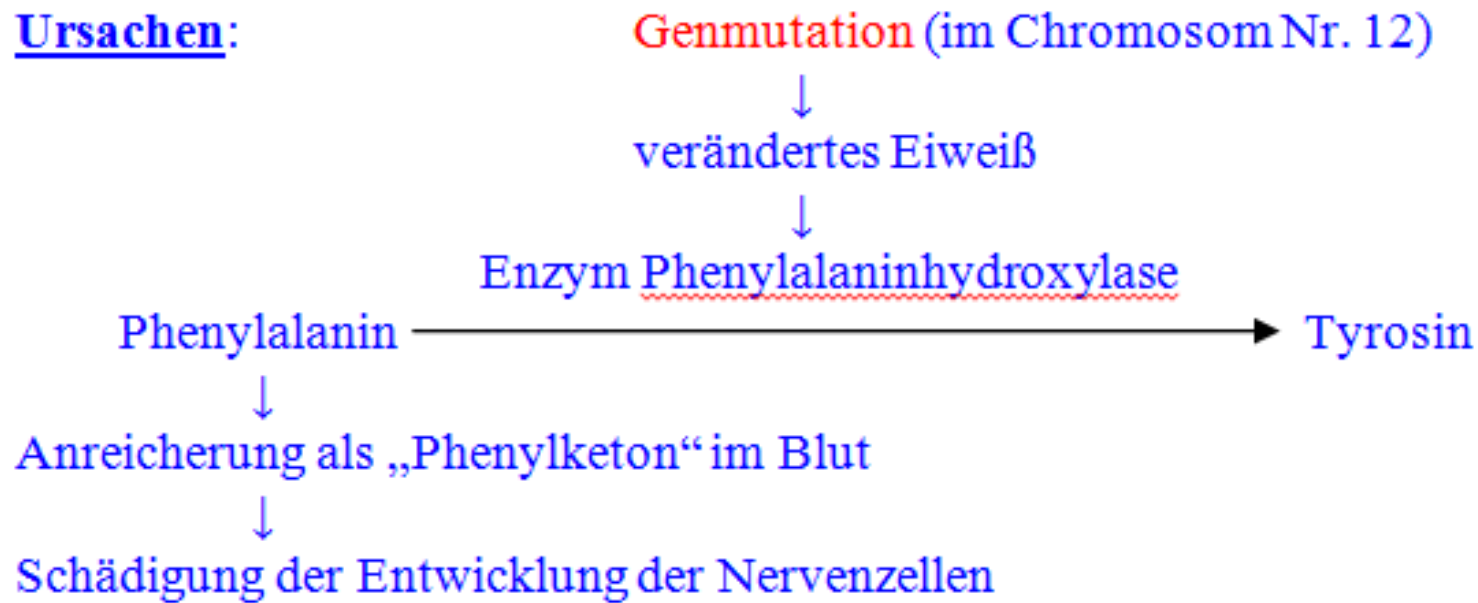 Ursachen: Genmutation (im Chromosom Nr. 12)
↓
verändertes Eiweiß
↓
Enzym Phenylalaninhydroxylase
Phenylalanin → Tyrosin
↓
Anreicherung als „Phenylketon“ im Blut
↓
Schädigung der Entwicklung der Nervenzellen